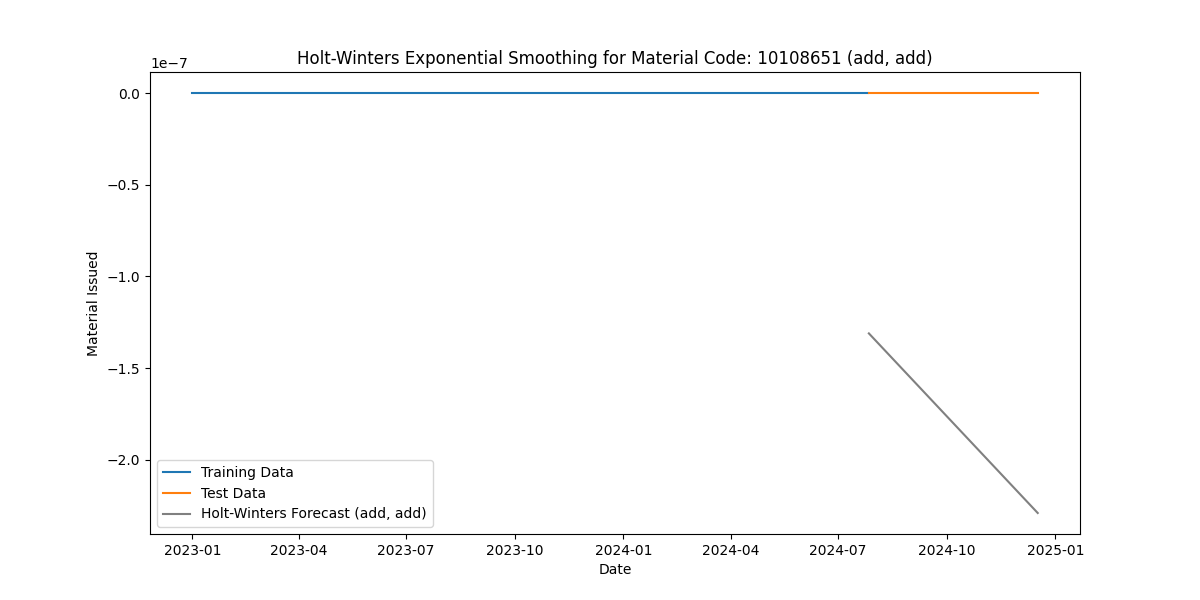 Holt-Winters Exponential Smoothing for Material Code: 10108651 (add, add)
1e−7
0.0
−0.5
−1.0
−1.5
−2.0
Material Issued
Training Data
Test Data
Holt-Winters Forecast (add, add)
2023-01 2023-04 2023-07 2023-10 2024-01 2024-04 2024-07 2024-10 2025-01
Date